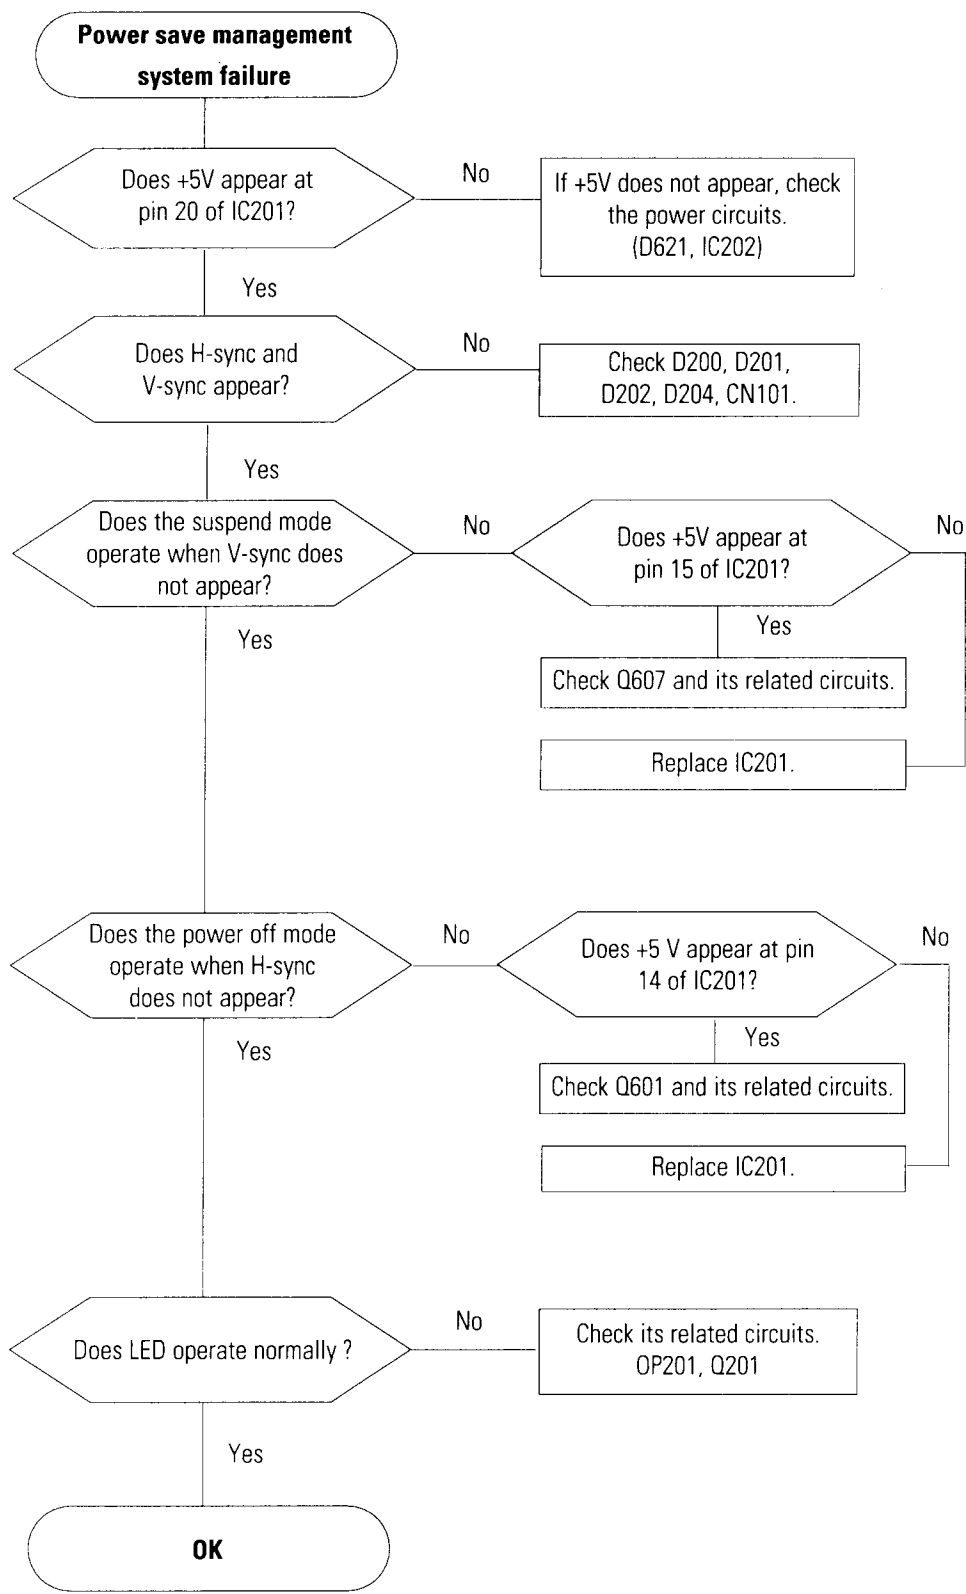 Power save management
system failure
Does +5V appear at
pin 20 of IC201?
No
If +5V does not appear, check
the power circuits.
(D621, IC202)
Yes
Does H-sync and
V-sync appear?
No
Check D200, D201,
D202, D204, CN101.
Yes
Does the suspend mode
operate when V-sync does
not appear?
No
Does +5V appear at
pin 15 of IC201?
No
Yes
Check Q607 and its related circuits.
Replace IC201.
Yes
Does the power off mode
operate when H-sync
does not appear?
No
Does +5 V appear at pin
14 of IC201?
No
Yes
Check Q601 and its related circuits.
Replace IC201.
Yes
Does LED operate normally ?
No
Check its related circuits.
OP201, Q201
Yes
OK